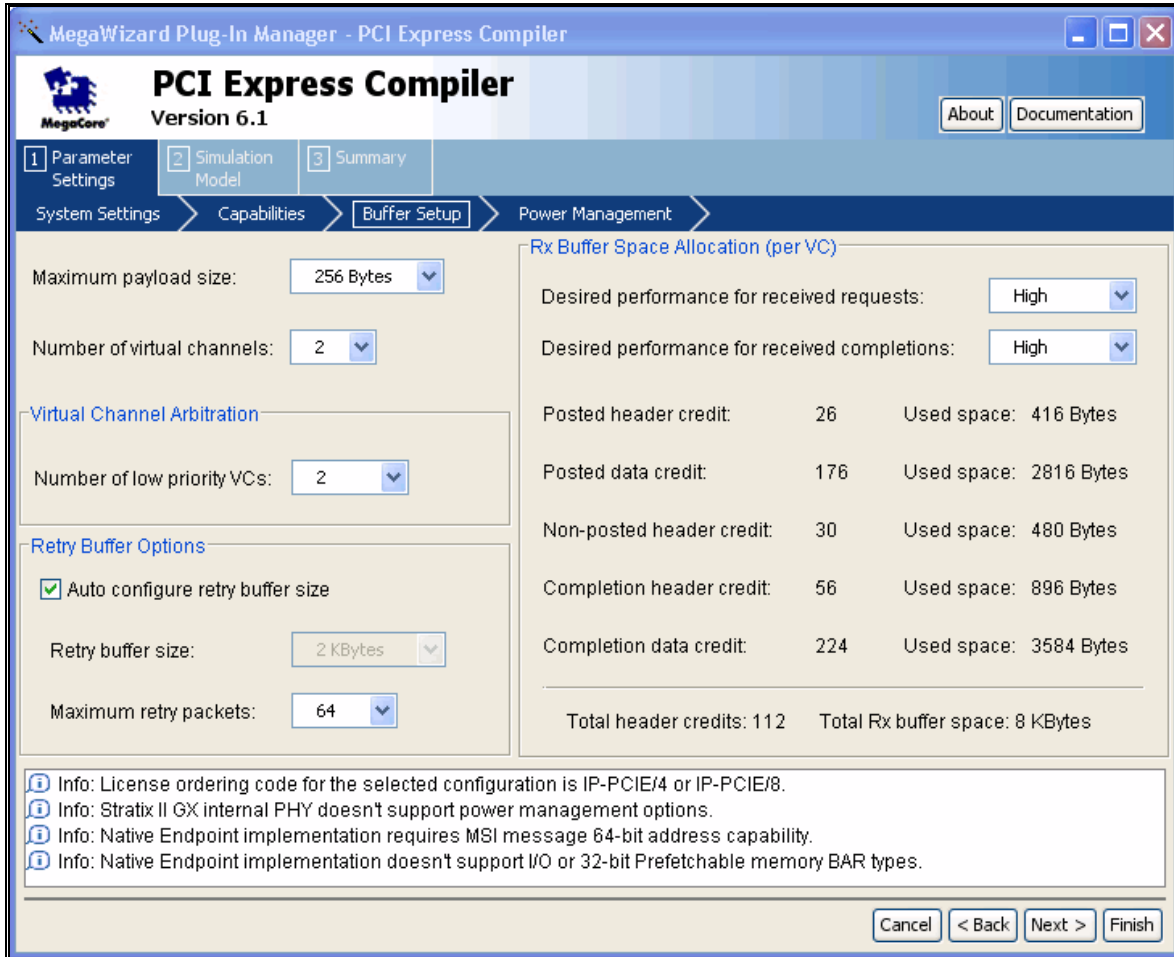 MegaWizard Plug-In Manager - PCI Express Compiler
MegaCore®
PCI Express Compiler
Version 6.1
About
Documentation
1 Parameter
Settings
2 Simulation
Model
3 Summary
System Settings
Capabilities
Buffer Setup
Power Management
Maximum payload size: 256 Bytes
Number of virtual channels: 2
Virtual Channel Arbitration
Number of low priority VCs: 2
Retry Buffer Options
Auto configure retry buffer size
Retry buffer size: 2 KBytes
Maximum retry packets: 64
Rx Buffer Space Allocation (per VC)
Desired performance for received requests: High
Desired performance for received completions: High
Posted header credit: 26 Used space: 416 Bytes
Posted data credit: 176 Used space: 2816 Bytes
Non-posted header credit: 30 Used space: 480 Bytes
Completion header credit: 56 Used space: 896 Bytes
Completion data credit: 224 Used space: 3584 Bytes
Total header credits: 112 Total Rx buffer space: 8 KBytes
Info: License ordering code for the selected configuration is IP-PCIE/4 or IP-PCIE/8.
Info: Stratix II GX internal PHY doesn't support power management options.
Info: Native Endpoint implementation requires MSI message 64-bit address capability.
Info: Native Endpoint implementation doesn't support I/O or 32-bit Prefetchable memory BAR types.
Cancel
< Back
Next >
Finish